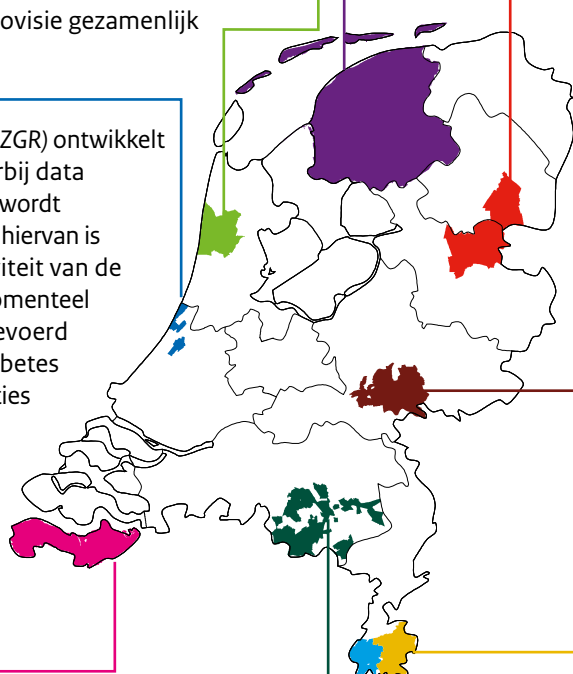 ovisie gezamenlijk
ZGR) ontwikkelt
rbij data
wordt
hiervan is
iteit van de
omenteel
evoerd
betes
ties